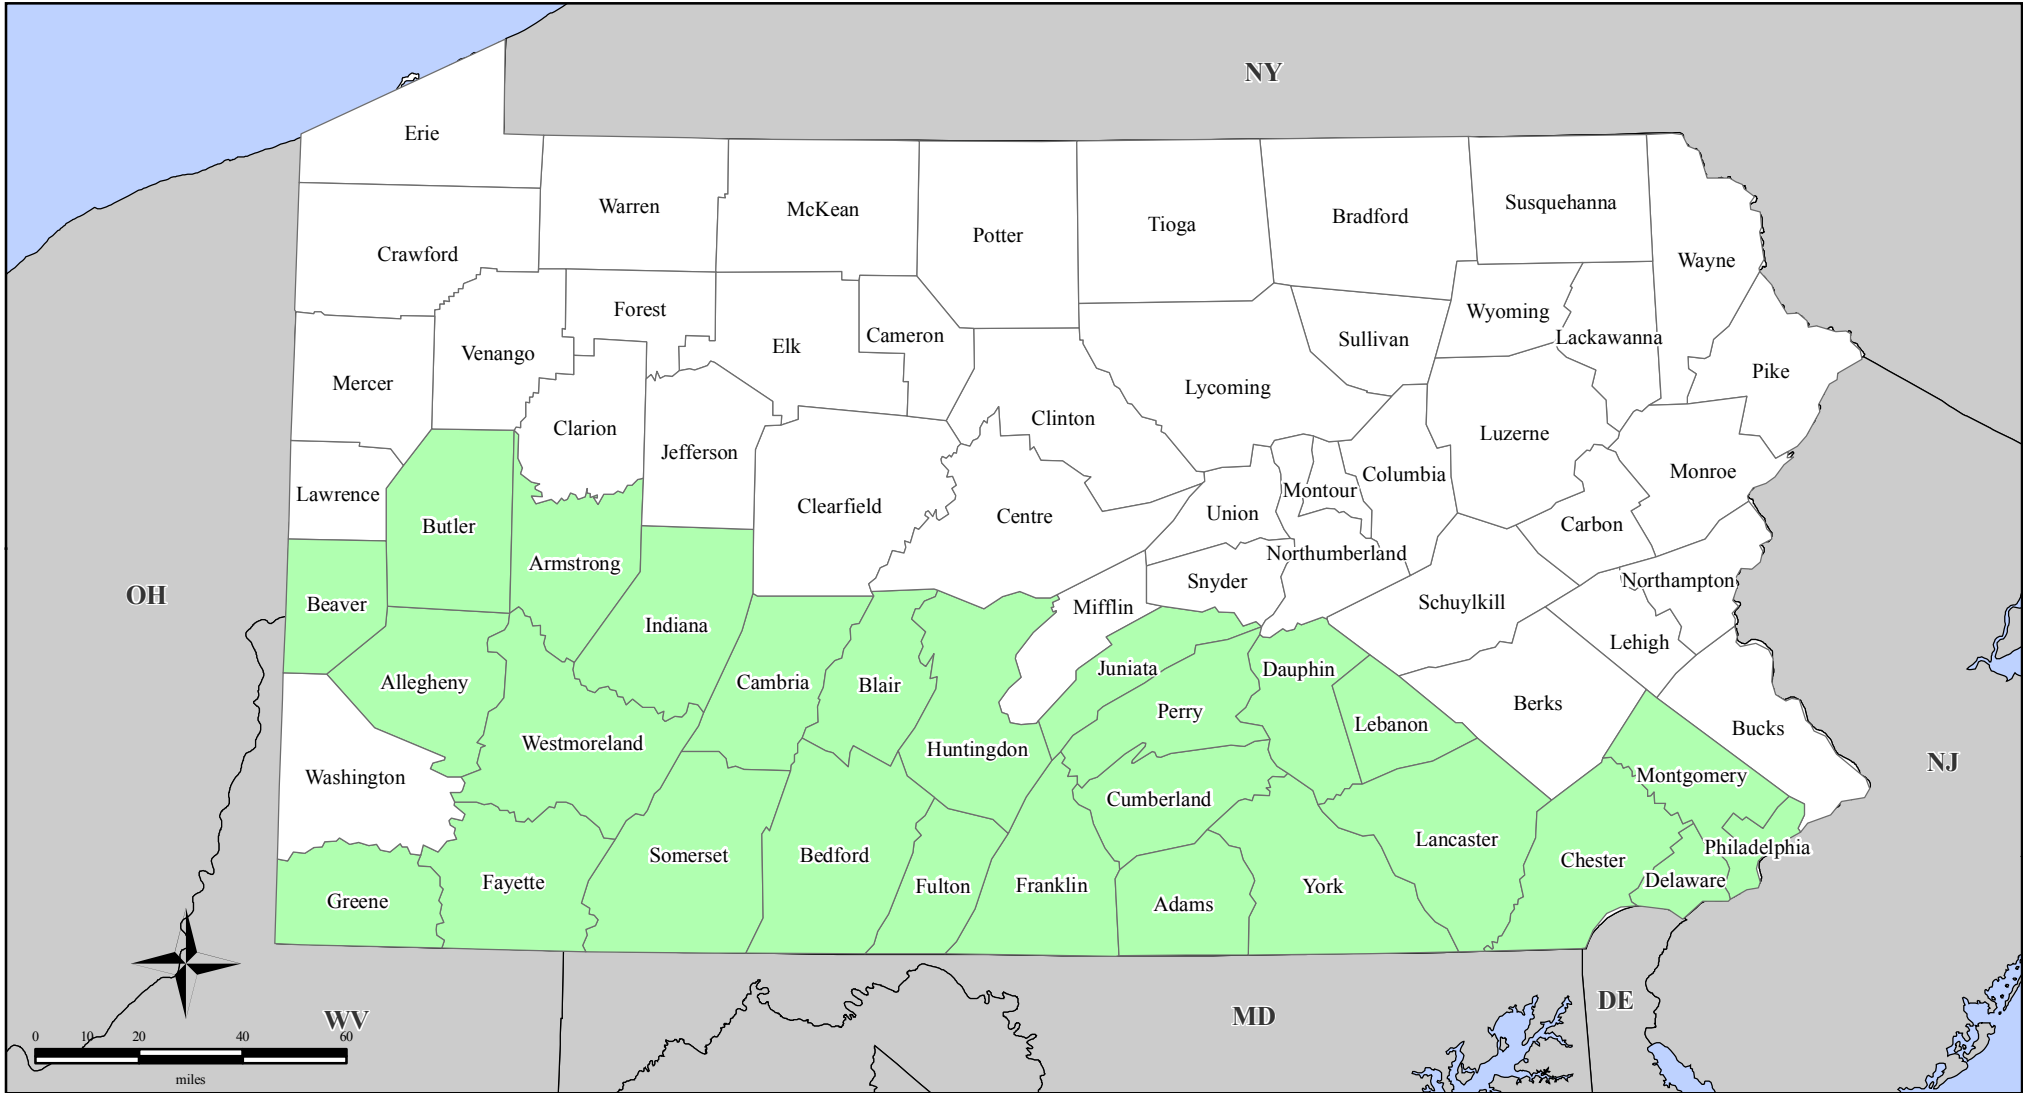 NY
Erie
Warren
McKean
Potter
Tioga
Bradford
Susquehanna
Wayne
Crawford
Forest
Cameron
Wyoming
Lackawanna
Sullivan
Venango
Elk
Pike
Mercer
Lycoming
Clinton
Clarion
Jefferson
Luzerne
Columbia
Monroe
Lawrence
Montour
Clearfield
Centre
Union
Carbon
Butler
Armstrong
Northumberland
Snyder
Northampton
OH
Beaver
Mifflin
Schuylkill
Indiana
Lehigh
Juniata
Dauphin
Allegheny
Cambria
Blair
Perry
Berks
Lebanon
Bucks
Westmoreland
Huntingdon
NJ
Washington
Montgomery
Cumberland
Lancaster
Philadelphia
Somerset
Bedford
Chester
Fayette
Fulton
Franklin
York
Delaware
Greene
Adams
DE
WV
MD
0 10 20 40 60
miles